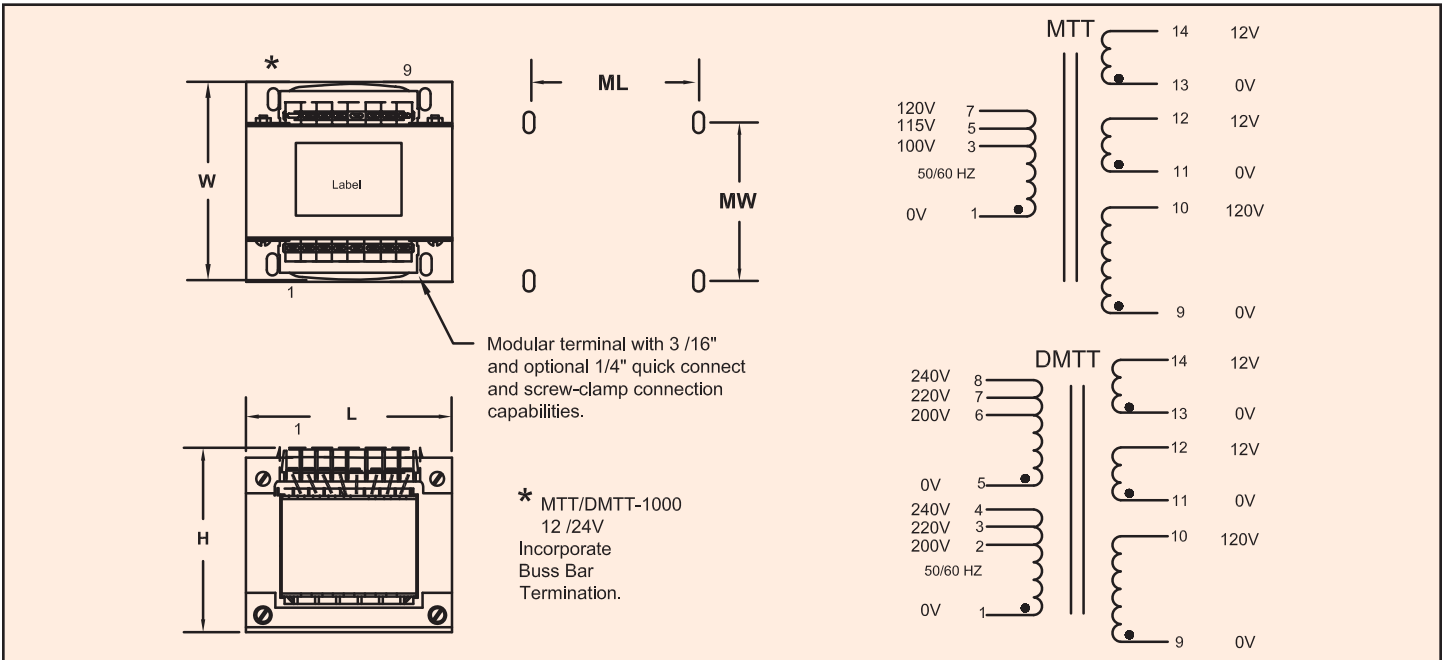 *
9
W
Label
1
ML
MW
Modular terminal with 3 /16"
and optional 1/4" quick connect
and screw-clamp connection
capabilities.
L
1
H
* MTT/DMTT-1000
12 /24V
Incorporate
Buss Bar
Termination.
MTT
120V 7
115V 5
100V 3
50/60 HZ
0V 1
14 12V
13 0V
12 12V
11 0V
10 120V
9 0V
DMTT
240V 8
220V 7
200V 6
0V 5
240V 4
220V 3
200V 2
50/60 HZ
0V 1
14 12V
13 0V
12 12V
11 0V
10 120V
9 0V